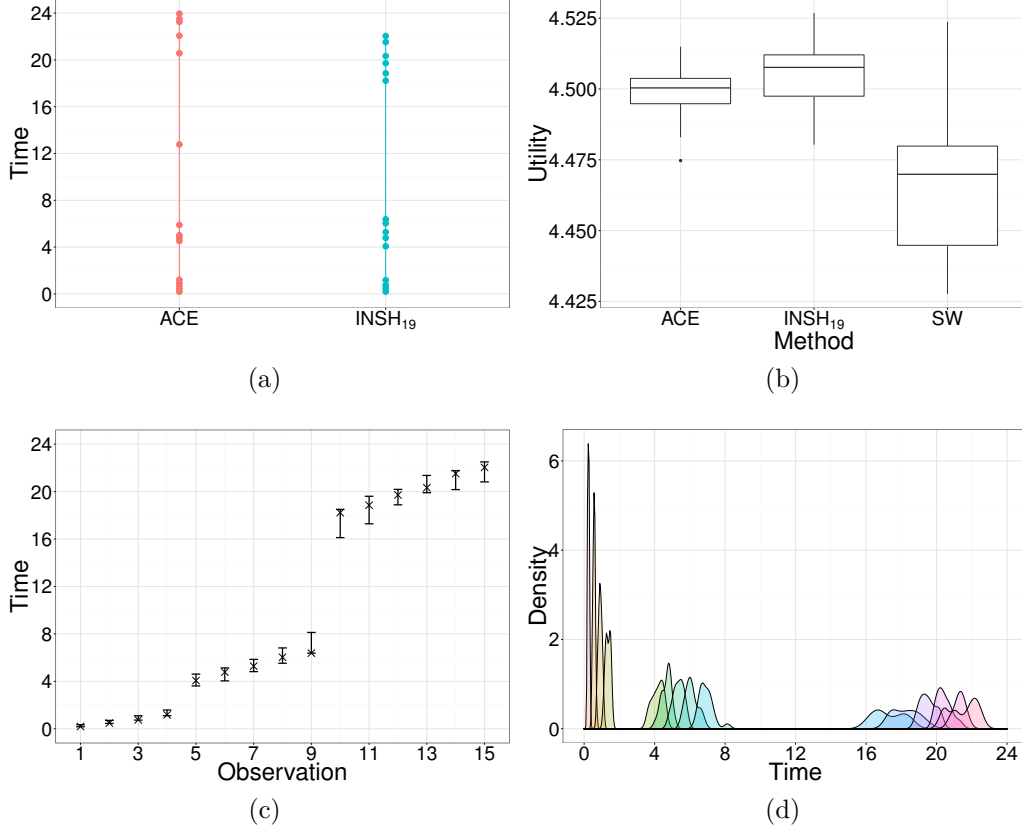 24
20
16
12
8
4
0
Time
ACE
INSH19
(a)
4.525
4.500
4.475
4.450
4.425
Utility
ACE
INSH19
SW
Method
(b)
24
20
16
12
8
4
0
Time
1
3
5
7
9
11
13
15
Observation
(c)
6
4
2
0
Density
0
4
8
12
16
20
24
Time
(d)